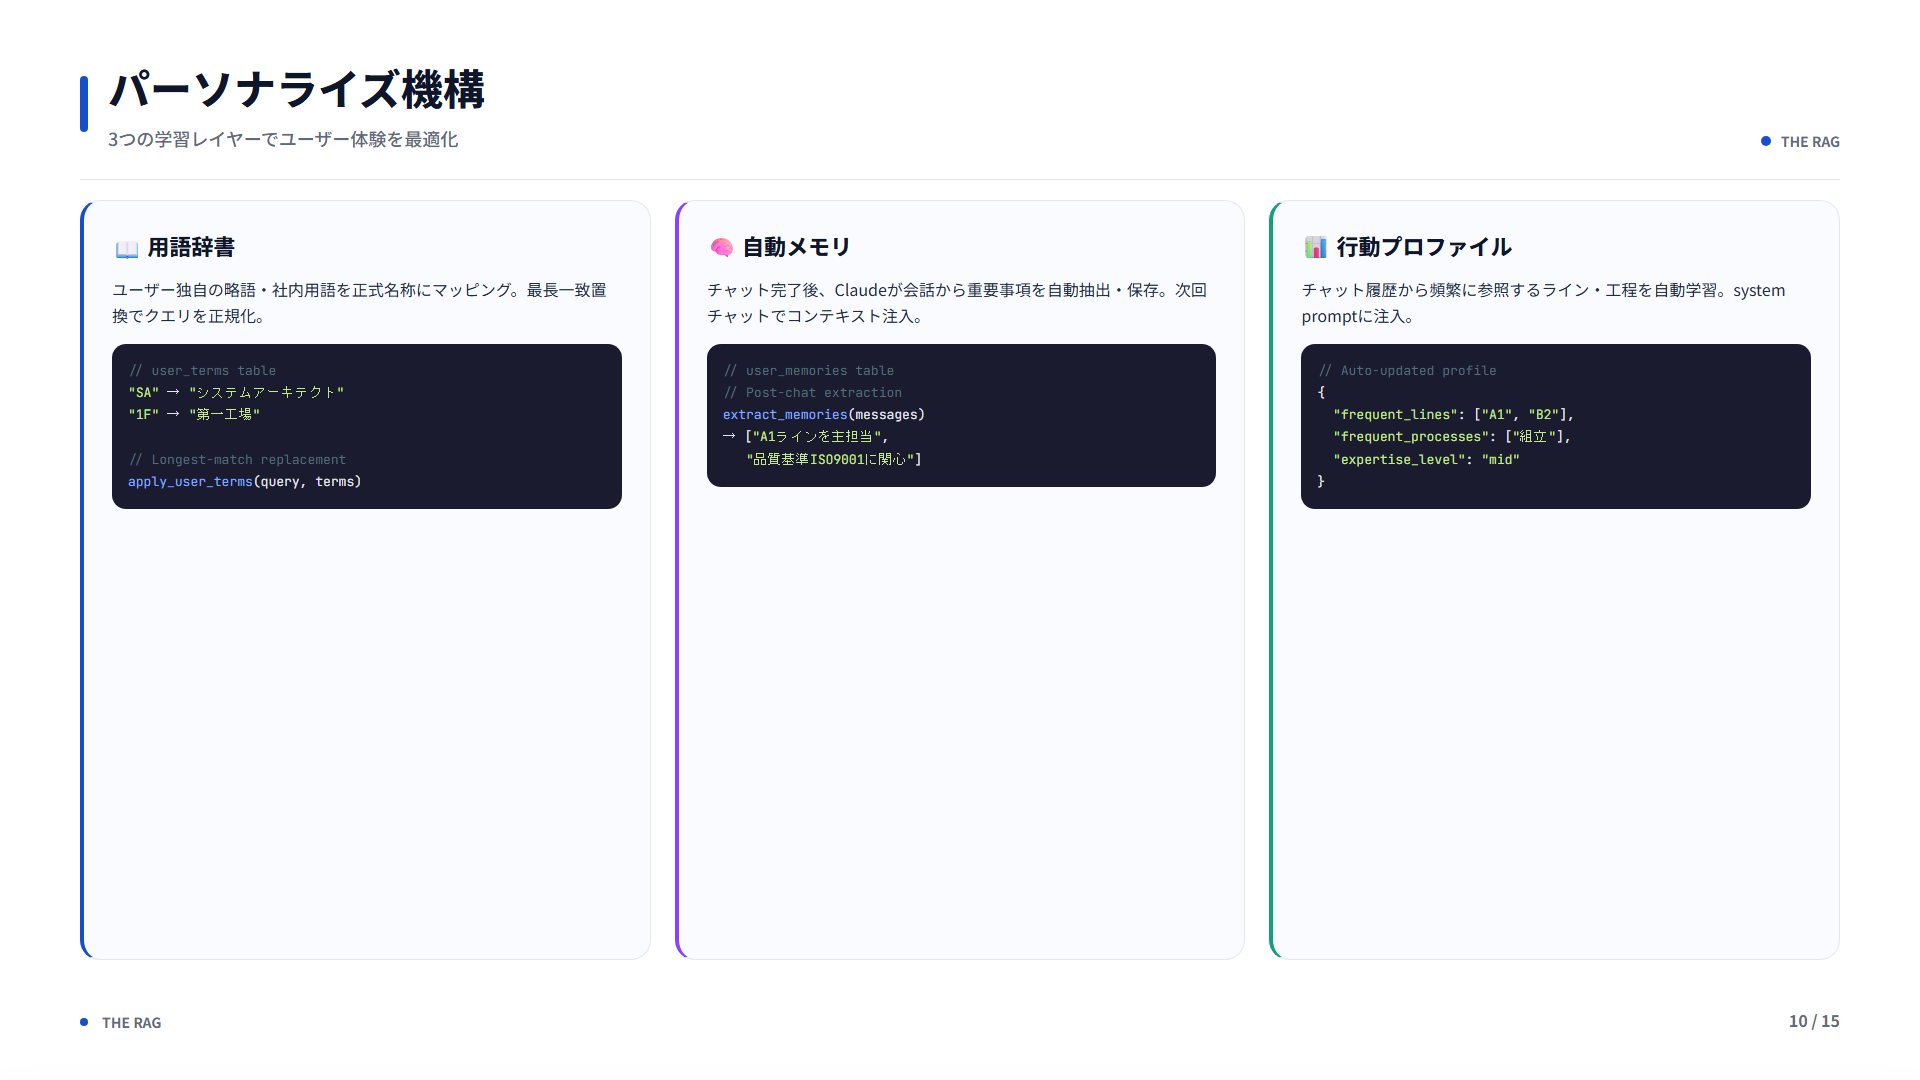 パーソナライズ機構
3つの学習レイヤーでユーザー体験を最適化
THE RAG
用語辞書
ユーザー独自の略語・社内用語を正式名称にマッピング。最長一致置
換でクエリを正規化。
// user_terms table
"SA" → "システムアーキテクト"
"1F" → "第一工場"
// Longest-match replacement
apply_user_terms(query, terms)
自動メモリ
チャット完了後、Claudeが会話から重要事項を自動抽出・保存。次回
チャットでコンテキスト注入。
// user_memories table
// Post-chat extraction
extract_memories(messages)
→ ["A1ラインを主担当",
"品質基準ISO9001に関心"]
行動プロファイル
チャット履歴から頻繁に参照するライン・工程を自動学習。system
promptに注入。
// Auto-updated profile
{
"frequent_lines": ["A1", "B2"],
"frequent_processes": ["組立"],
"expertise_level": "mid"
}
THE RAG
10 / 15